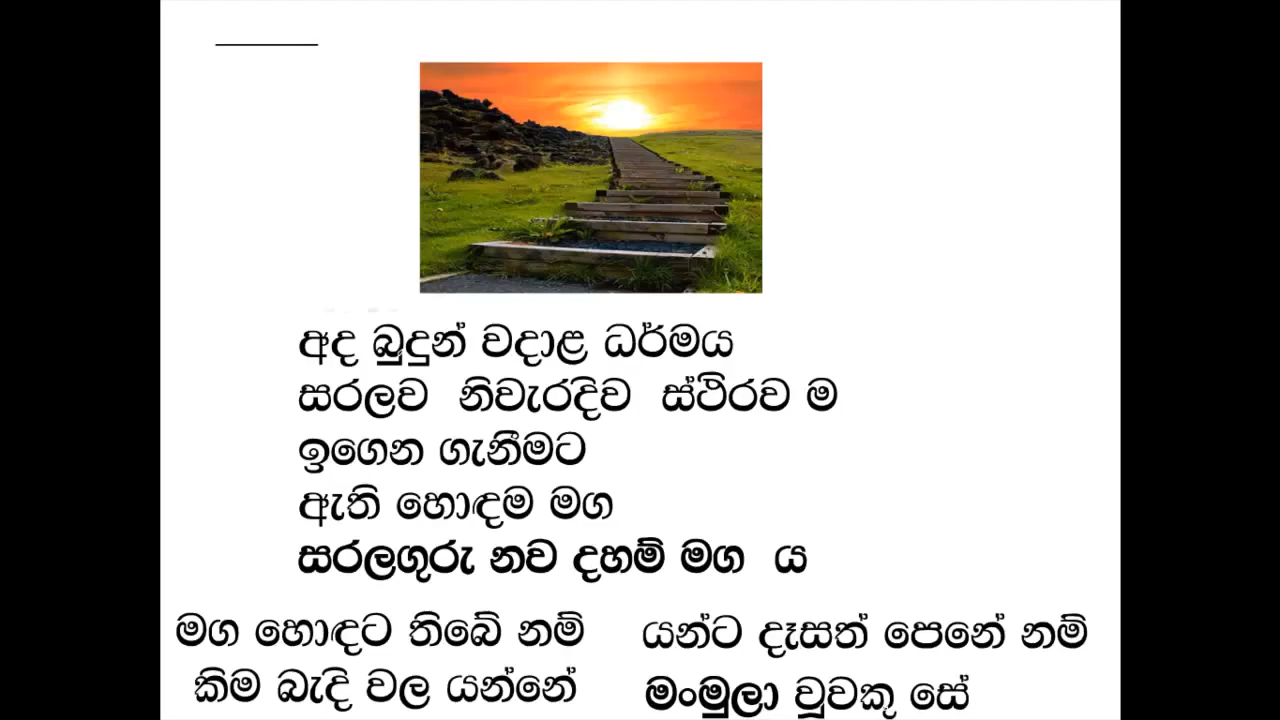 අද බුදුන් වදාළ ධර්මය
සරලව නිවැරදිව ස්ථිරව ම
ඉගෙන ගැනීමට
ඇති හොඳම මග
සරලගුරු නව දහම් මග ය
මග හොඳට තිබේ නම්
කිම බැදි වල යන්නේ
යන්ට දෑසත් පෙනේ නම්
මංමුලා වූවකු සේ